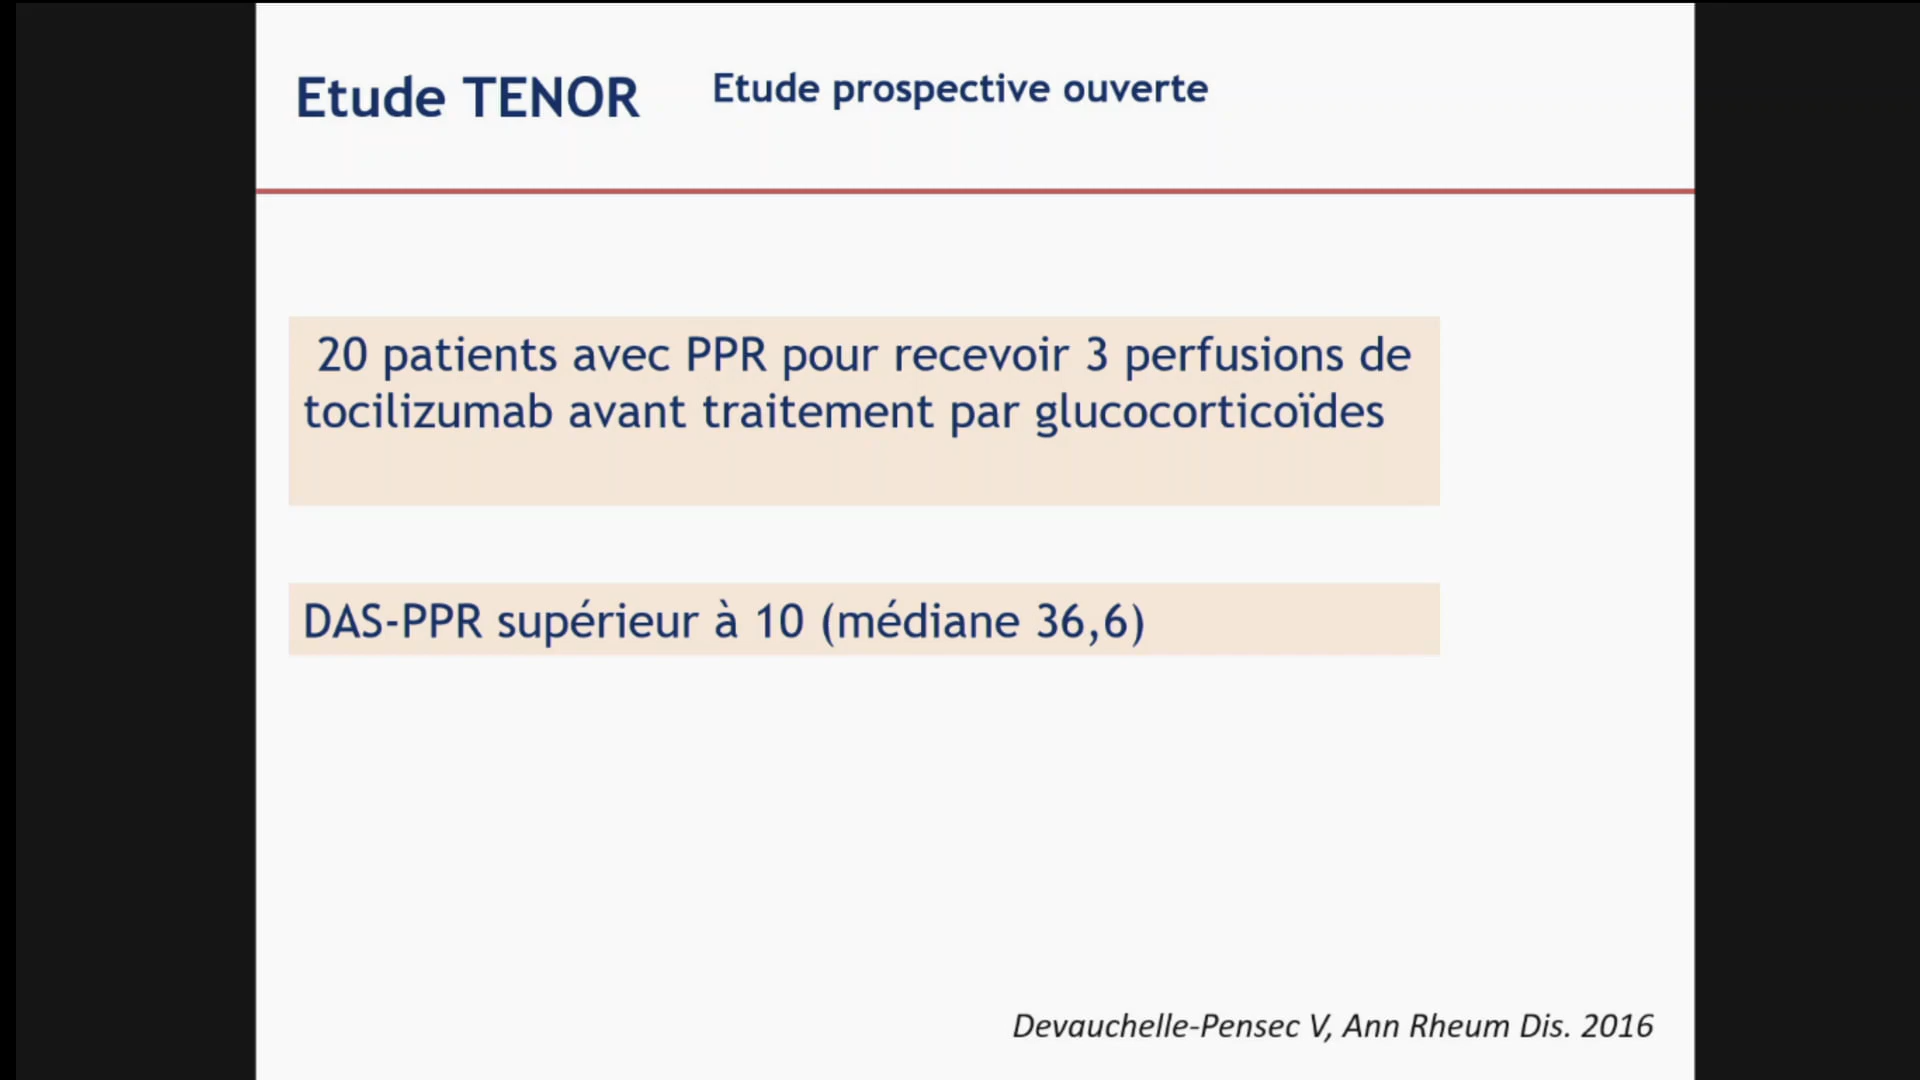 Etude TENOR
Etude prospective ouverte
20 patients avec PPR pour recevoir 3 perfusions de
tocilizumab avant traitement par glucocorticoïdes
DAS-PPR supérieur à 10 (médiane 36,6)
Devauchelle-Pensec V, Ann Rheum Dis. 2016